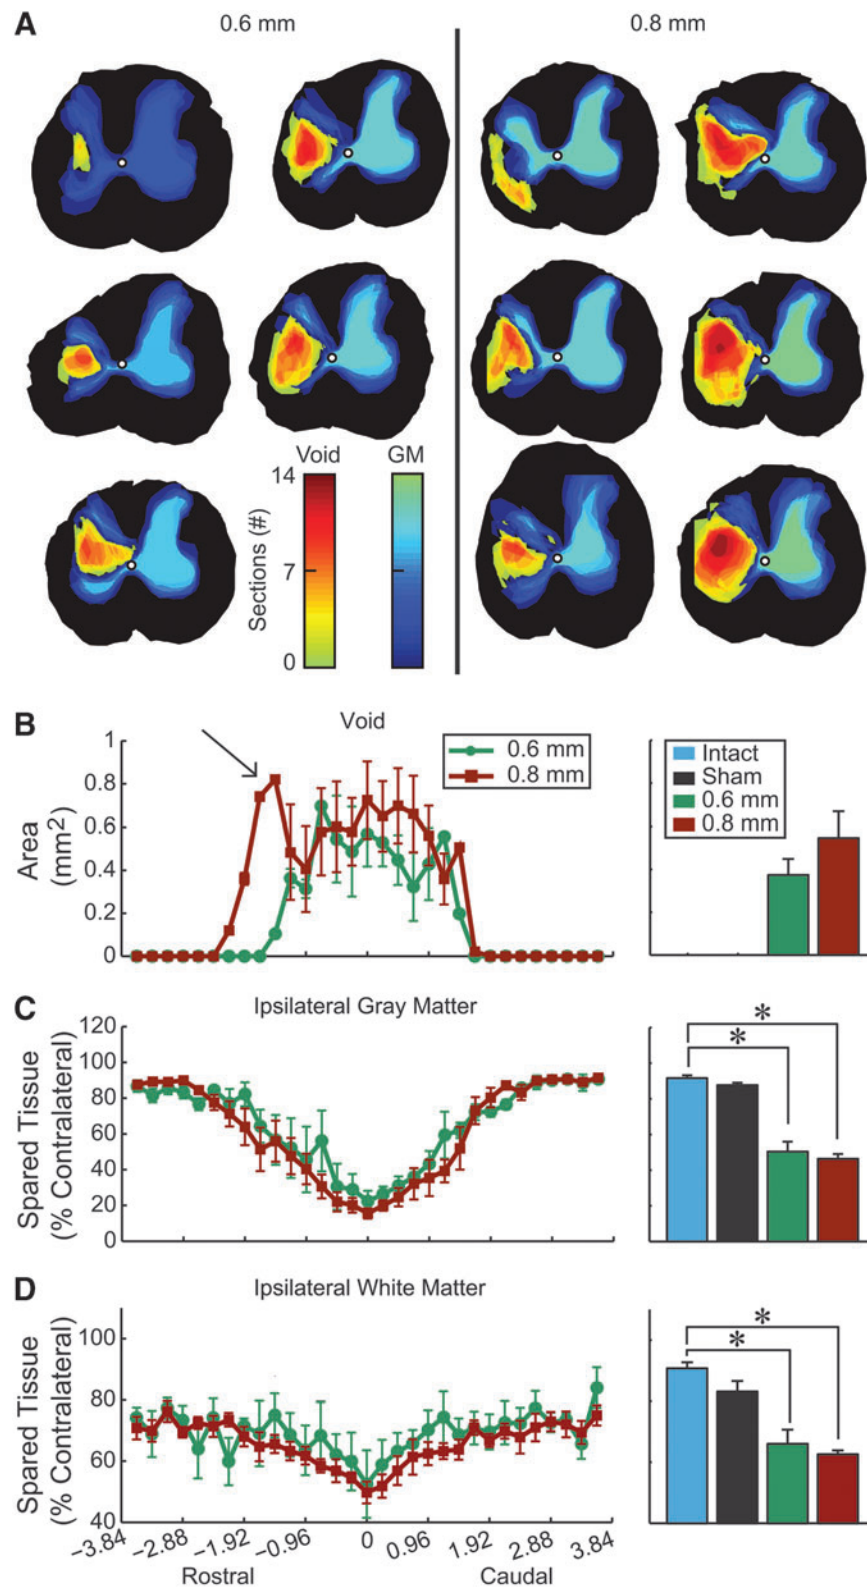 A
0.6 mm
0.8 mm
Void
GM
14
7
0
Sections (#)
B
Void
0.6 mm
0.8 mm
Intact
Sham
0.6 mm
0.8 mm
Area
(mm2)
1
0.8
0.6
0.4
0.2
0
C
Ipsilateral Gray Matter
Spared Tissue
(% Contralateral)
120
100
80
60
40
20
0
*
*
D
Ipsilateral White Matter
Spared Tissue
(% Contralateral)
100
80
60
40
*
*
−3.84
−2.88
−1.92
−0.96
0
0.96
1.92
2.88
3.84
Rostral
Caudal